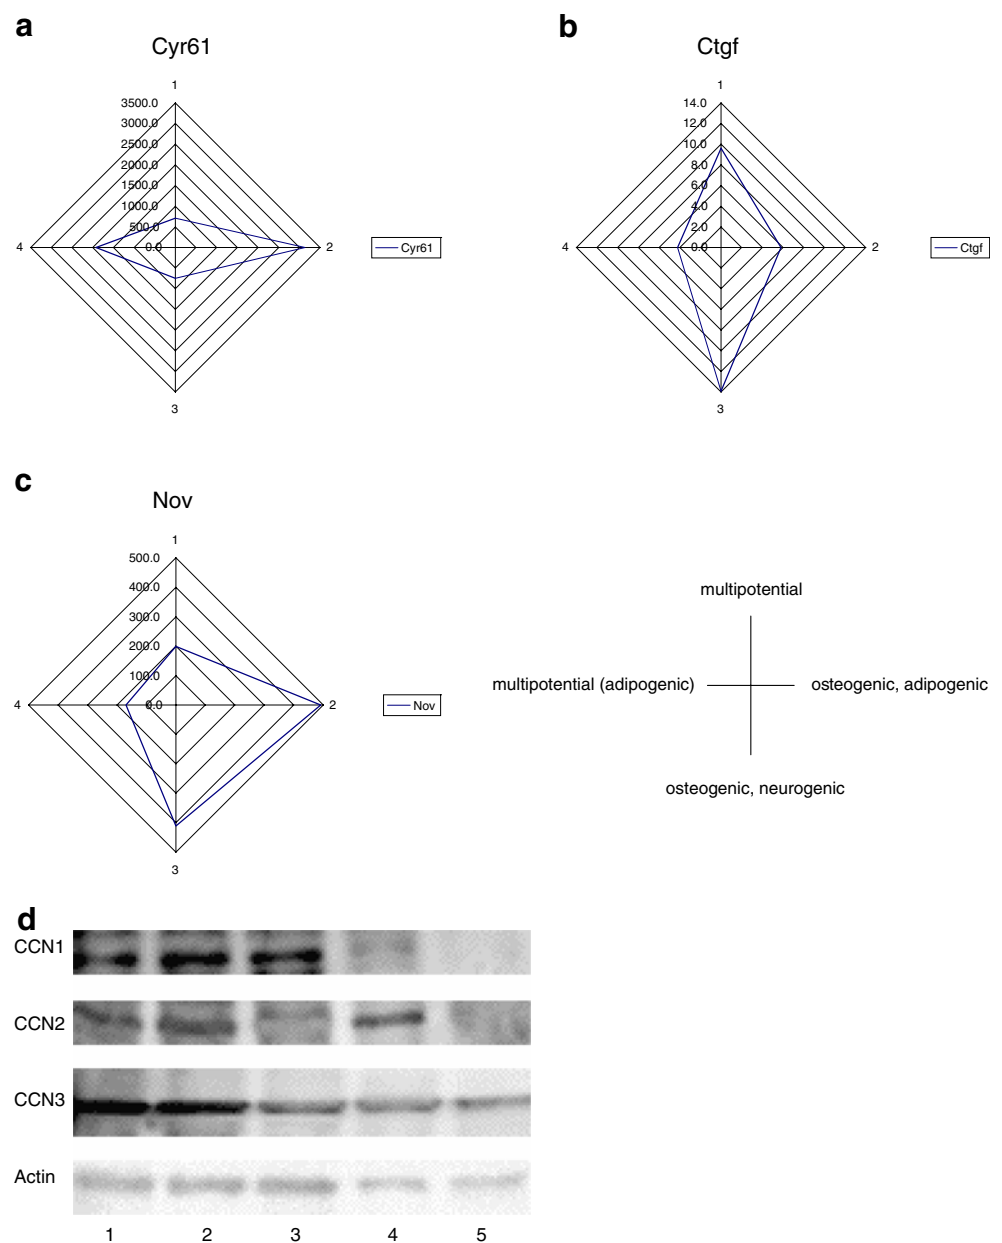 a
Cyr61
1
3500.0
3000.0
2500.0
2000.0
1500.0
1000.0
500.0
0.0
4
2
3
Cyr61
b
Ctgf
1
14.0
12.0
10.0
8.0
6.0
4.0
2.0
0.0
4
2
3
Ctgf
c
Nov
1
500.0
400.0
300.0
200.0
100.0
0.0
4
2
3
Nov
multipotential
multipotential (adipogenic)
osteogenic, adipogenic
osteogenic, neurogenic
d
CCN1
CCN2
CCN3
Actin
1 2 3 4 5